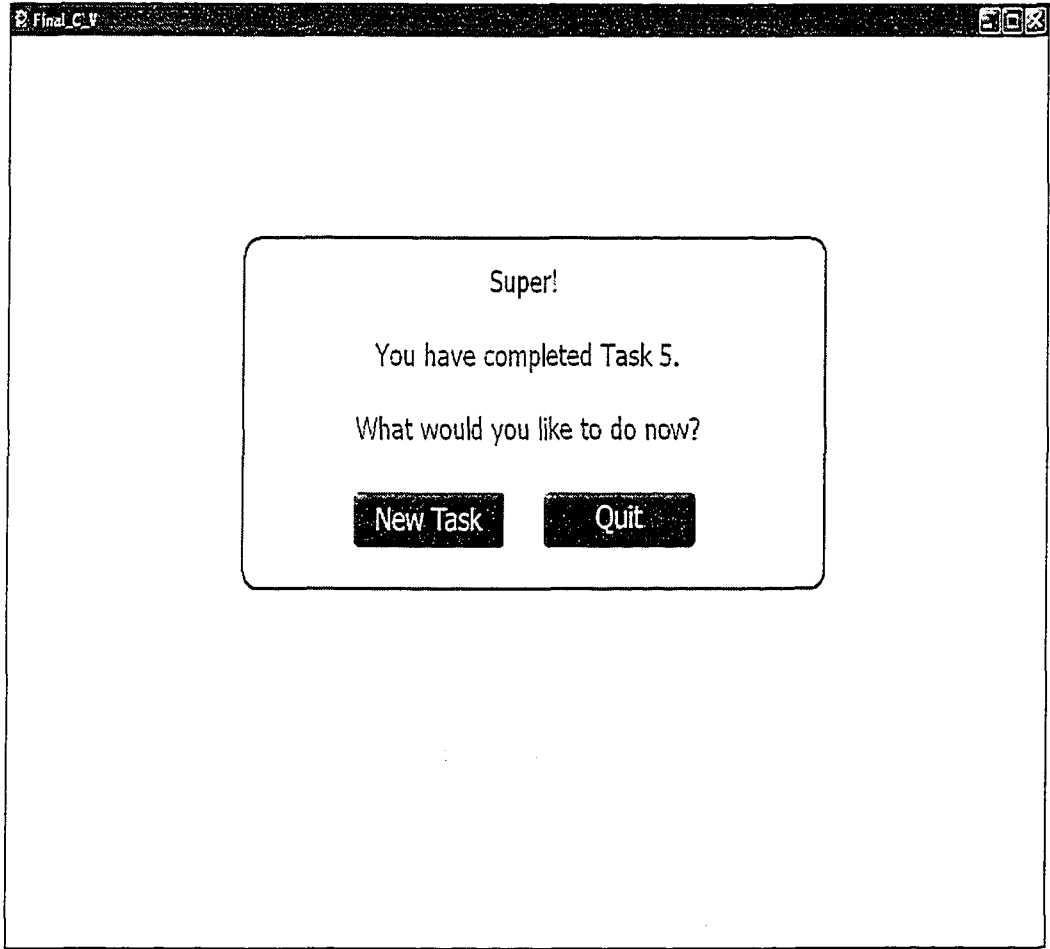 Final_C_V
Super!
You have completed Task 5.
What would you like to do now?
New Task Quit